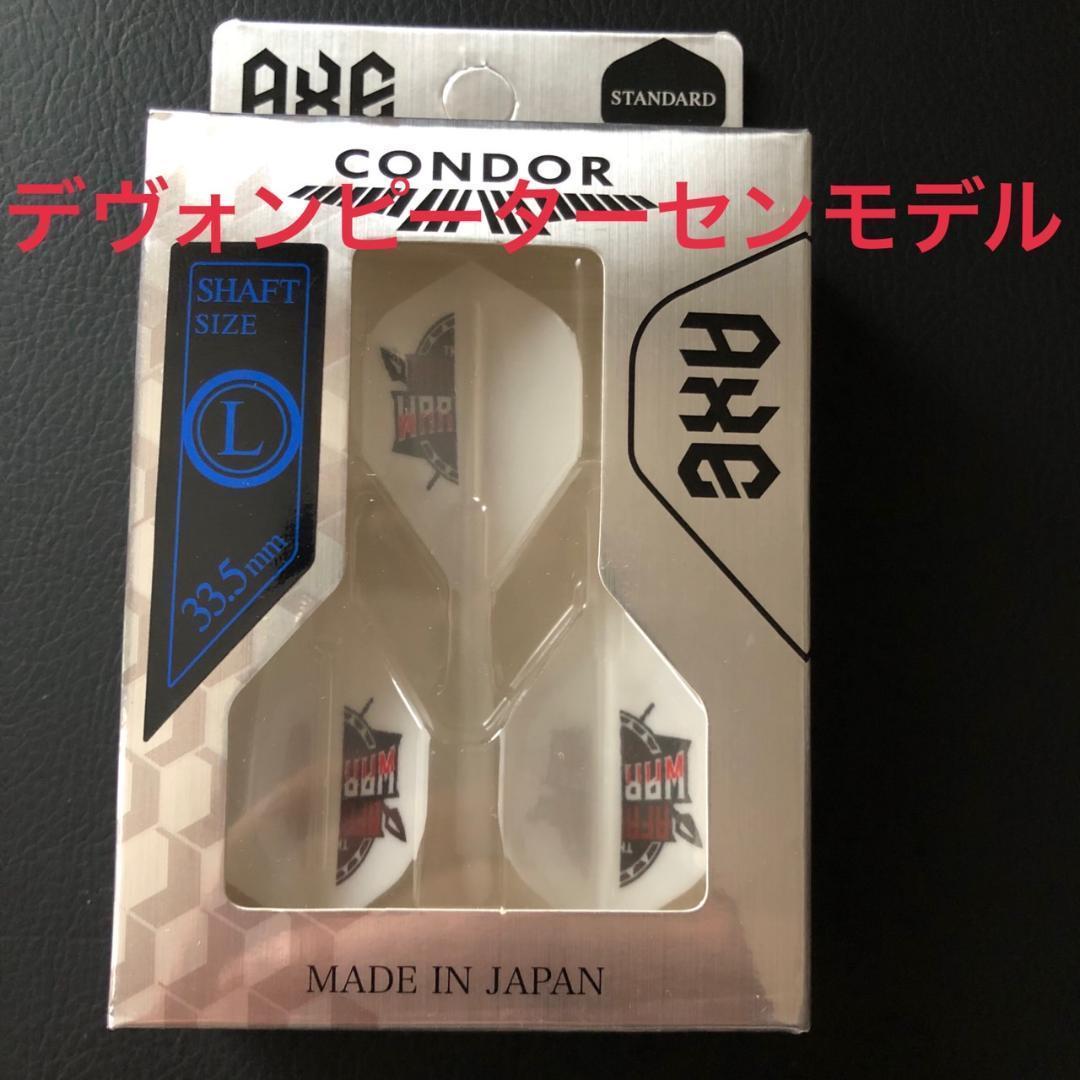 AXE
STANDARD
CONDOR
デヴォンピーターセンモデル
SHAFT
SIZE
L
33.5mm
AXE
MADE IN JAPAN